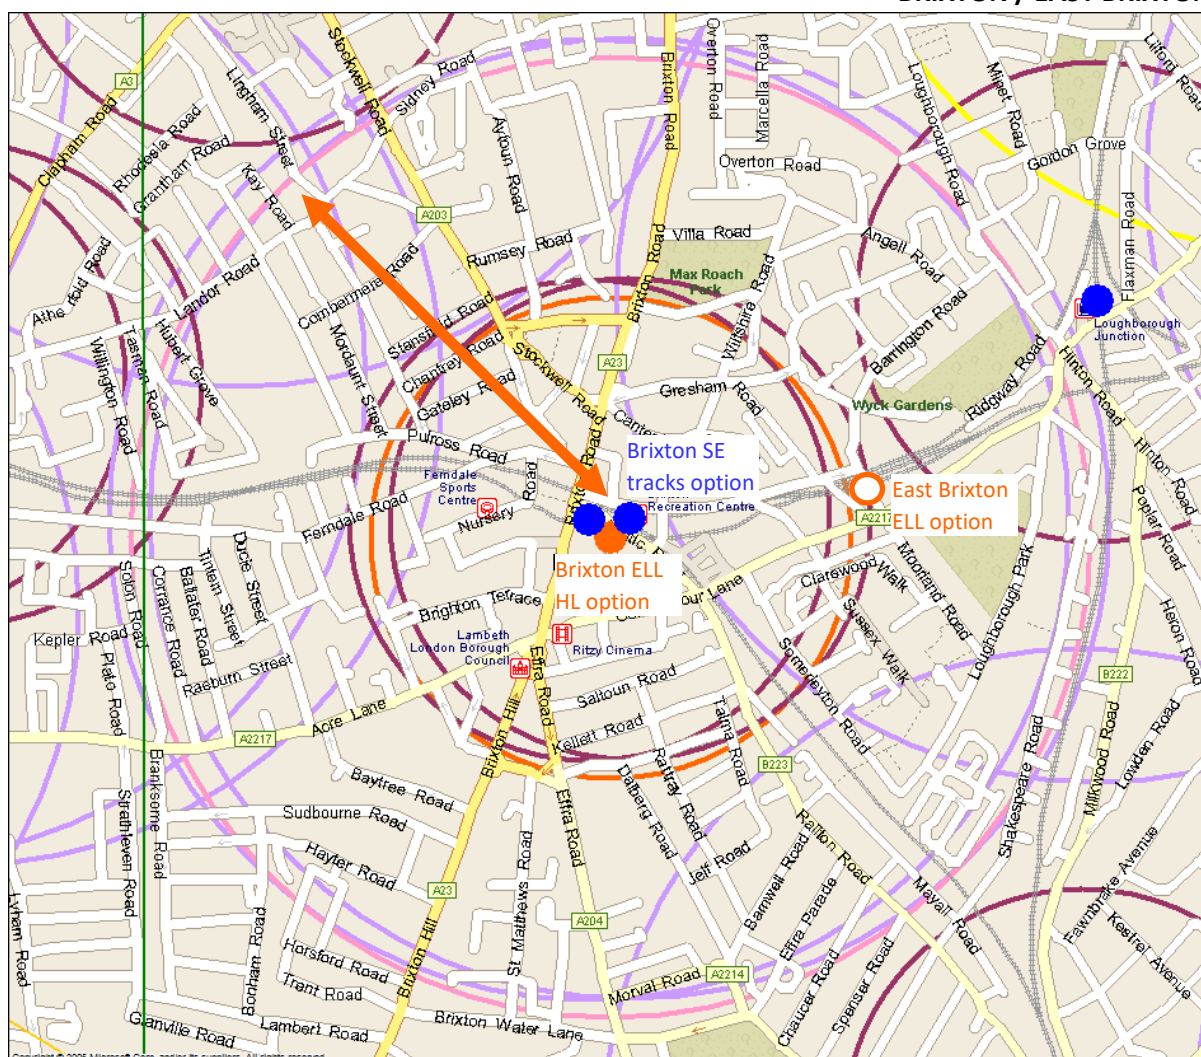 A3
Clapham Road
Lingham Street
Stockwell Road
Sidney Road
Rhodesia Road
Grantham Road
Kay Road
A203
Aytoun Road
Brixton Road
Overton Road
Marcella Road
Overton Road
Loughborough Road
Minet Road
Lilford Road
Gordon Grove
Flaxman Road
Rumsey Road
Villa Road
Max Roach
Park
Angell Road
Landor Road
Combermere Road
Stansfield Road
Chantrey Road
Gateley Road
Stockwell Road
Brixton Road
A23
Wiltshire Road
Gresham Road
Barrington Road
Wyck Gardens
Ridgway Road
Loughborough
Junction
Hinton Road
Hinton Road
Tasman Road
Hubert Grove
Willington Road
Mordaunt Street
Pulross Road
Ferndale
Sports
Centre
Nursery
Road
Brixton Road
Brixton SE
tracks option
Recreation Centre
East Brixton
ELL option
A2217
Poplar Road
Ferndale Road
Brixton ELL
HL option
Clarewood Walk
Moorland Road
Sussex Walk
Loughborough Park
Somerleyton Road
Heron Road
Solon Road
Corrance Road
Ballater Road
Tintern Street
Ducie Street
Kepler Road
Plato Road
Raeburn Street
Brighton Terrace
Lambeth
London Borough
Council
Ritzy Cinema
Effra Road
Saltoun Road
Kellett Road
Talma Road
Rattray Road
Dalberg Road
Acre Lane
A2217
Brixton Hill
B222
B223
Milkwood Road
Lowden Road
Shakespeare Road
Branksome Road
Strathleven Road
Baytree Road
Sudbourne Road
Hayter Road
A23
Effra Road
Jelf Road
Railton Road
Mayall Road
Barnwell Road
Effra Parade
Fawnbrake Avenue
Kestrel Avenue
Lyham Road
Bonham Road
Horsford Road
Trent Road
Brixton Hill
St Matthews Road
A204
Morval Road
A2214
Chaucer Road
Spenser Road
Glanville Road
Lambert Road
Brixton Water Lane